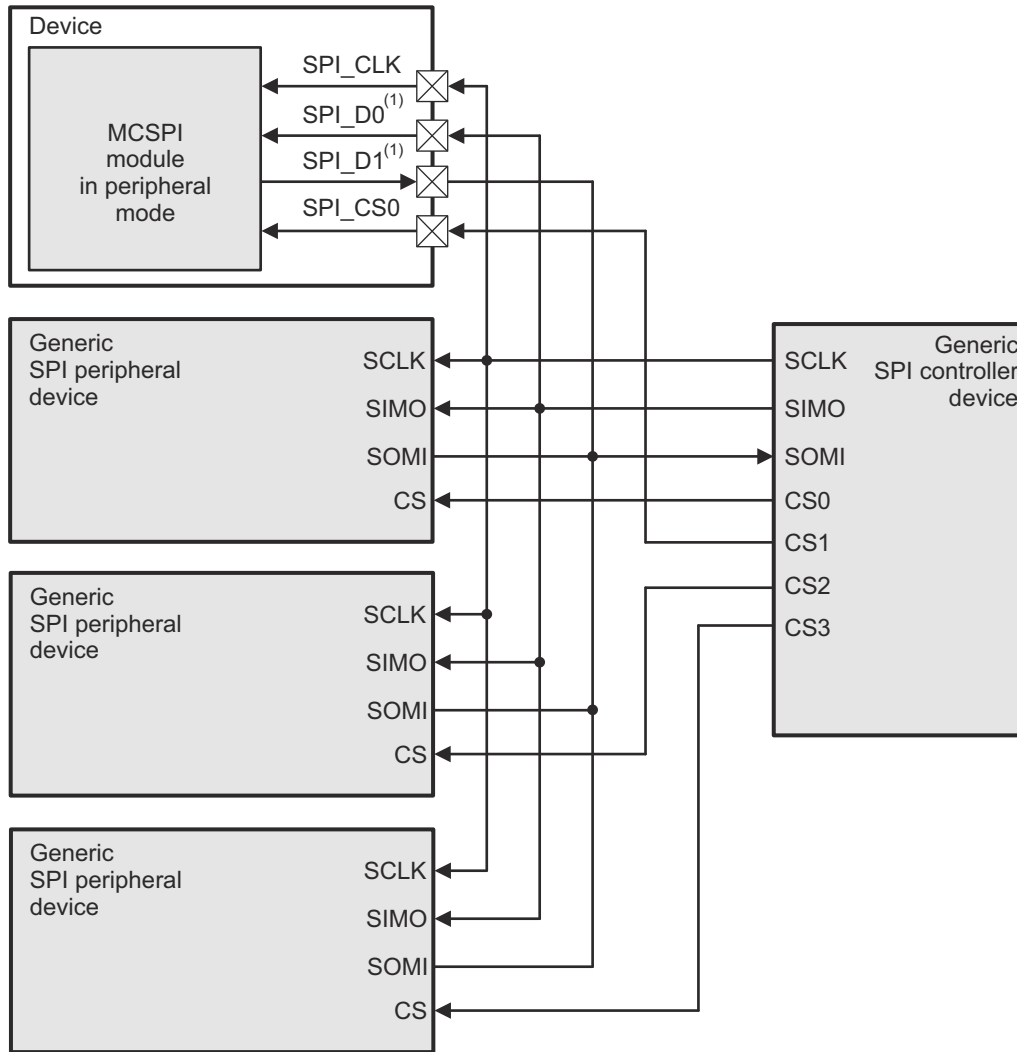 Device
SPI_CLK
SPI_D0(1)
SPI_D1(1)
SPI_CS0
MCSPI
module
in peripheral
mode
Generic
SPI peripheral
device
SCLK
SIMO
SOMI
CS
Generic
SPI controller
device
SCLK
SIMO
SOMI
CS0
CS1
CS2
CS3
Generic
SPI peripheral
device
SCLK
SIMO
SOMI
CS
Generic
SPI peripheral
device
SCLK
SIMO
SOMI
CS